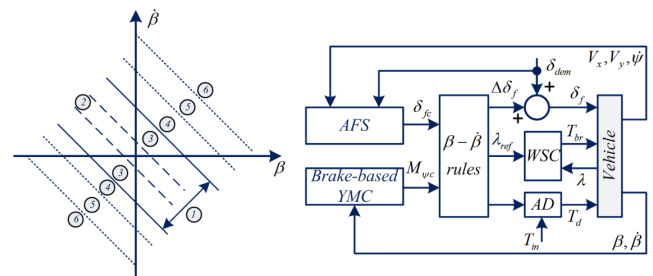 β̇
β
② ③ ④ ⑤ ⑥
③ ④ ⑤ ⑥
①
V_x, V_y, ψ̇
δ_dem
Δδ_f
δ_f
+
+
AFS
δ_fc
β − β̇
rules
λ_ref
WSC
T_br
λ
Vehicle
Brake-based
YMC
M_ψc
AD
T_d
T_in
β, β̇